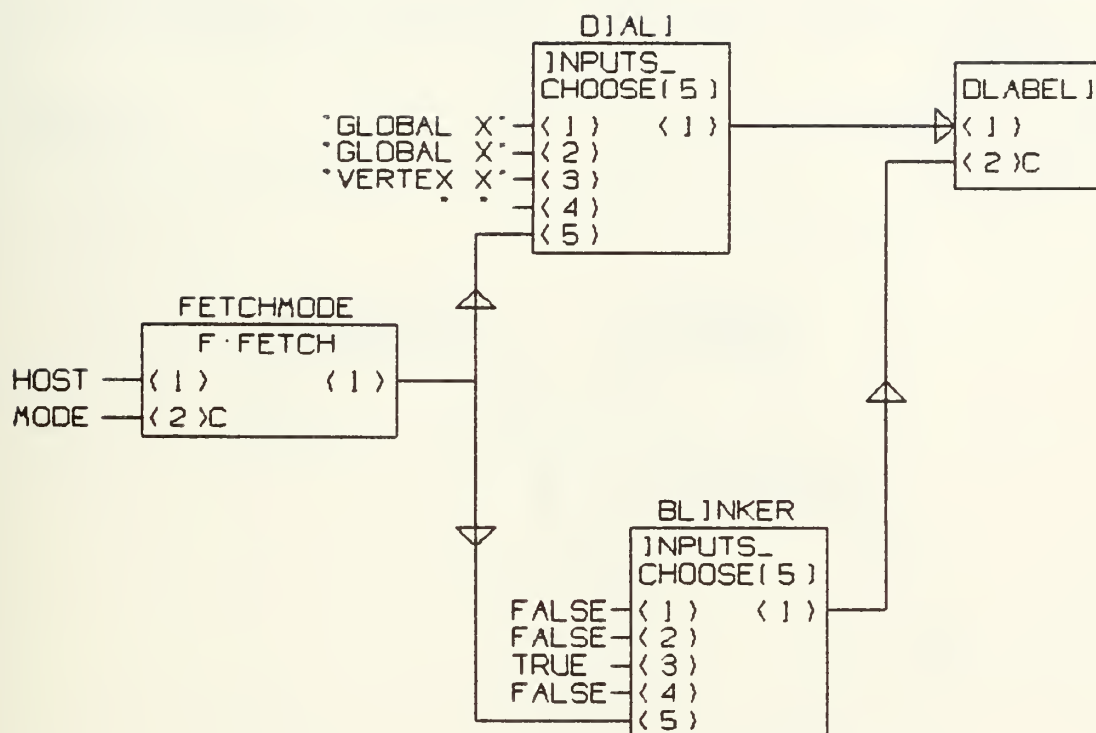 DIAL1
INPUTS_
CHOOSE(5)
"GLOBAL X" <1> <1>
"GLOBAL X" <2>
"VERTEX X" <3>
" " <4>
<5>
DLABEL1
<1>
<2>C
FETCHMODE
F:FETCH
HOST <1> <1>
MODE <2>C
BLINKER
INPUTS_
CHOOSE(5)
FALSE <1> <1>
FALSE <2>
TRUE <3>
FALSE <4>
<5>